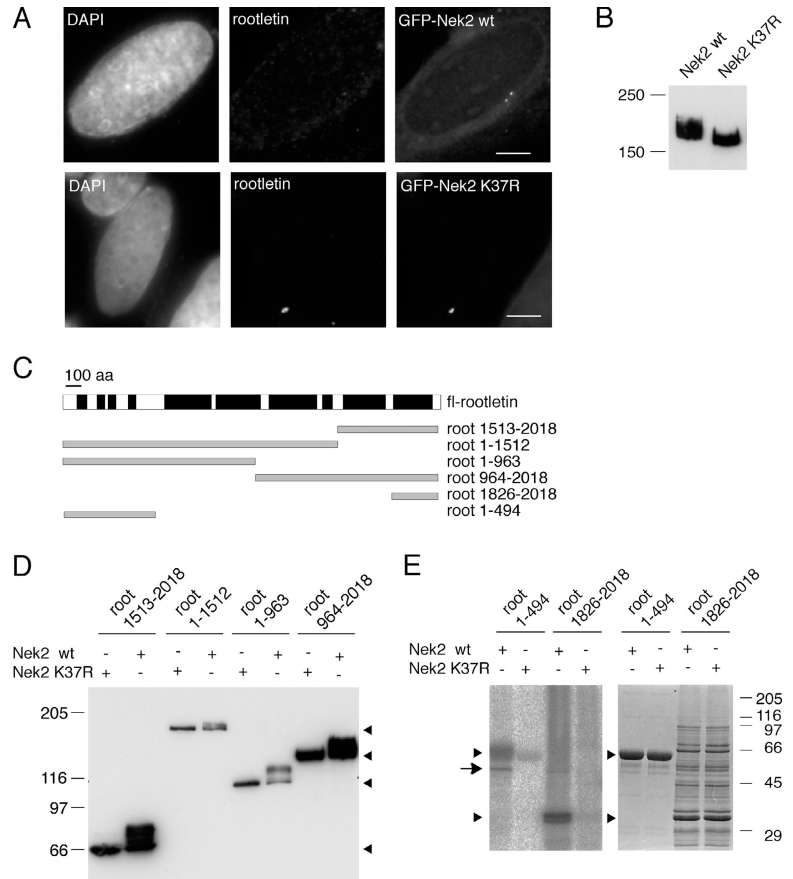 A
DAPI
rootletin
GFP-Nek2 wt
DAPI
rootletin
GFP-Nek2 K37R
B
Nek2 wt
Nek2 K37R
250
150
C
100 aa
fl-rootletin
root 1513-2018
root 1-1512
root 1-963
root 964-2018
root 1826-2018
root 1-494
D
root 1513-2018
root 1-1512
root 1-963
root 964-2018
Nek2 wt - + - + - + - +
Nek2 K37R + - + - + - + -
205
116
97
66
E
root 1-494
root 1826-2018
root 1-494
root 1826-2018
Nek2 wt + - + - + - + -
Nek2 K37R - + - + - + - +
205
116
97
66
45
29